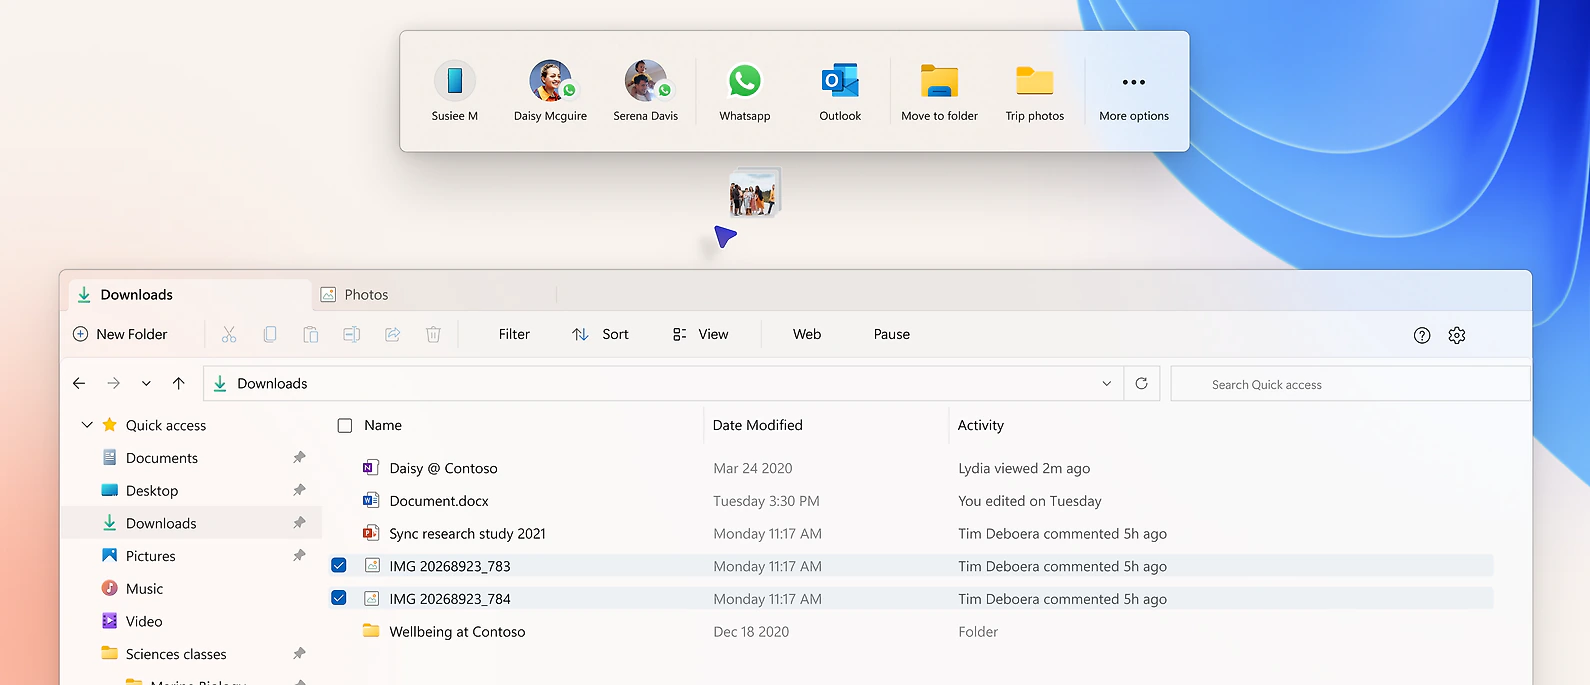 Susiee M
Daisy Mcguire
Serena Davis
Whatsapp
Outlook
Move to folder
Trip photos
More options
Downloads
Photos
New Folder
Filter
Sort
View
Web
Pause
Downloads
Search Quick access
Quick access
Documents
Desktop
Downloads
Pictures
Music
Video
Sciences classes
Marine Biology
Name Date Modified Activity
Daisy @ Contoso Mar 24 2020 Lydia viewed 2m ago
Document.docx Tuesday 3:30 PM You edited on Tuesday
Sync research study 2021 Monday 11:17 AM Tim Deboera commented 5h ago
IMG 20268923_783 Monday 11:17 AM Tim Deboera commented 5h ago
IMG 20268923_784 Monday 11:17 AM Tim Deboera commented 5h ago
Wellbeing at Contoso Dec 18 2020 Folder